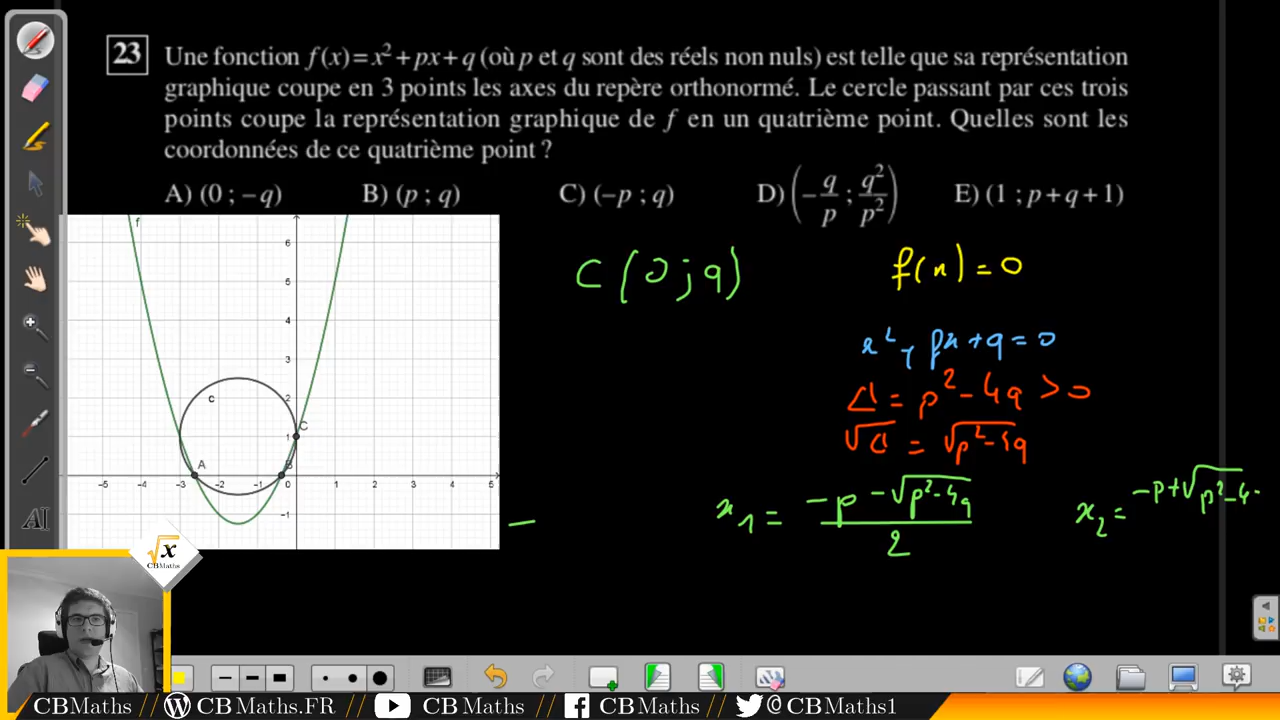 23 Une fonction f(x)=x²+px+q (où p et q sont des réels non nuls) est telle que sa représentation
graphique coupe en 3 points les axes du repère orthonormé. Le cercle passant par ces trois
points coupe la représentation graphique de f en un quatrième point. Quelles sont les
coordonnées de ce quatrième point ?
A) (0 ; −q) B) (p ; q) C) (−p ; q) D) (−q/p ; q²/p²) E) (1 ; p+q+1)
f
6
5
4
3
2
1
-1
c
A
B
C
-5 -4 -3 -2 -1 0 1 2 3 4 5
C (0 ; q)
f(x) = 0
x² + px + q = 0
Δ = p² − 4q > 0
√Δ = √p²−4q
x1 = −p − √p²−4q / 2
x2 = −p + √p²−4
√x
CBMaths
AI
CBMaths CBMaths.FR CBMaths CBMaths @CBMaths1